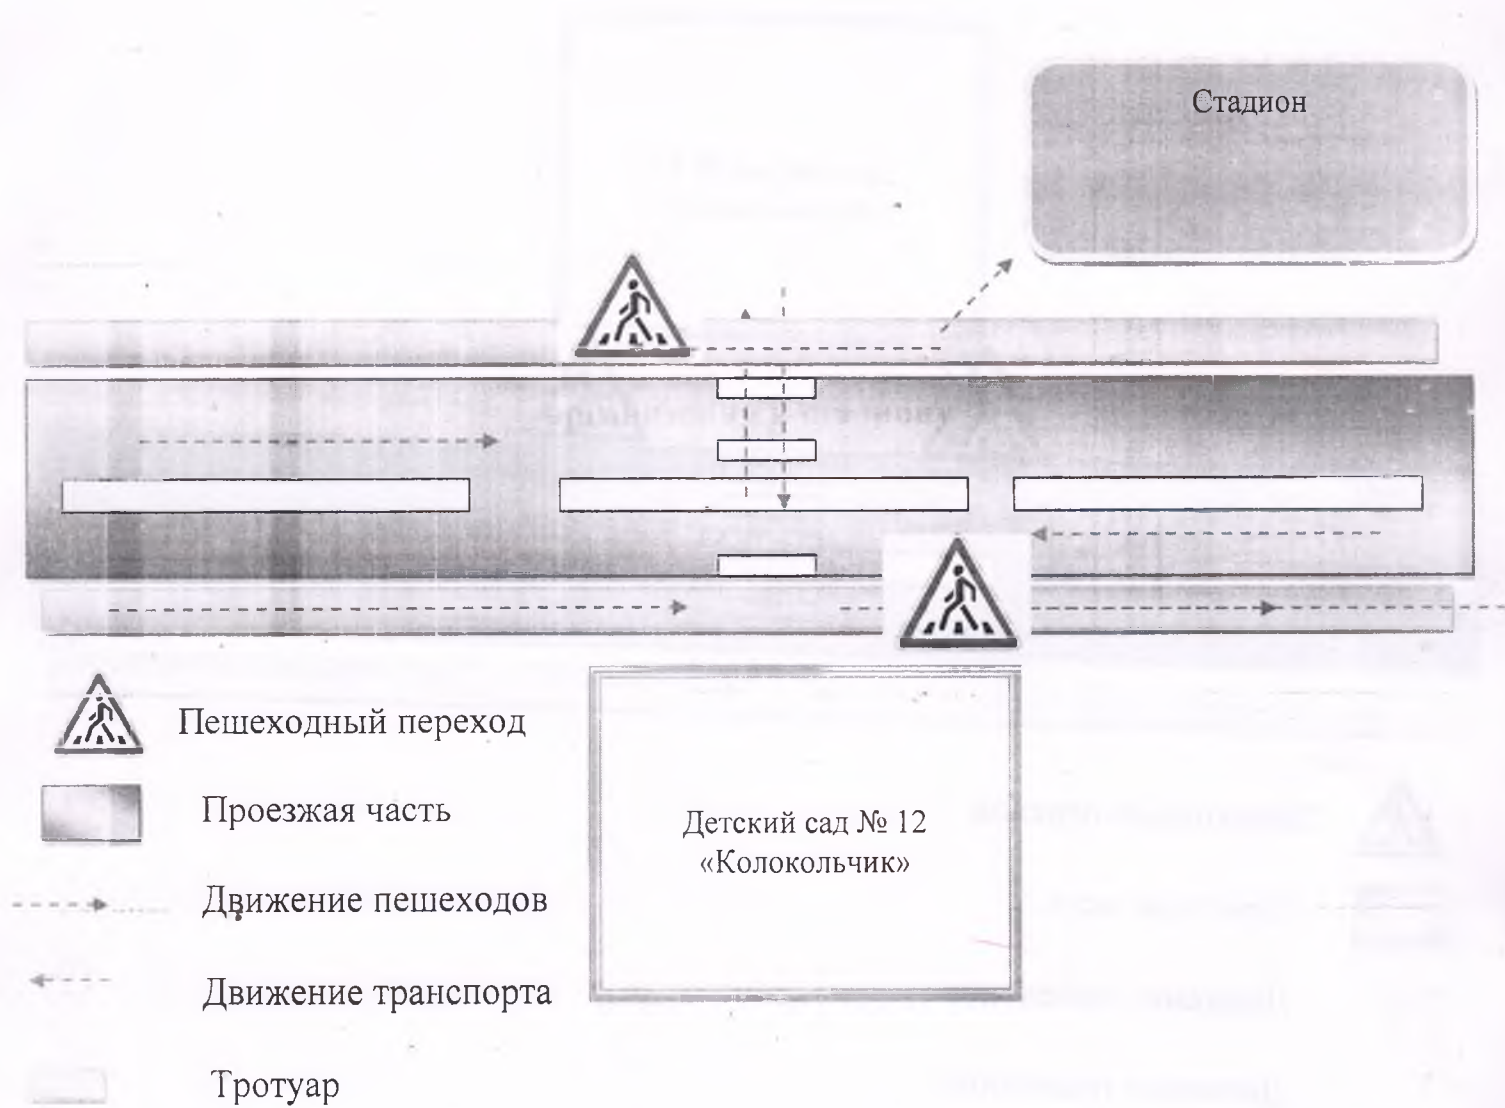 Стадион
Пешеходный переход
Проезжая часть
Детский сад № 12
«Колокольчик»
Движение пешеходов
Движение транспорта
Тротуар